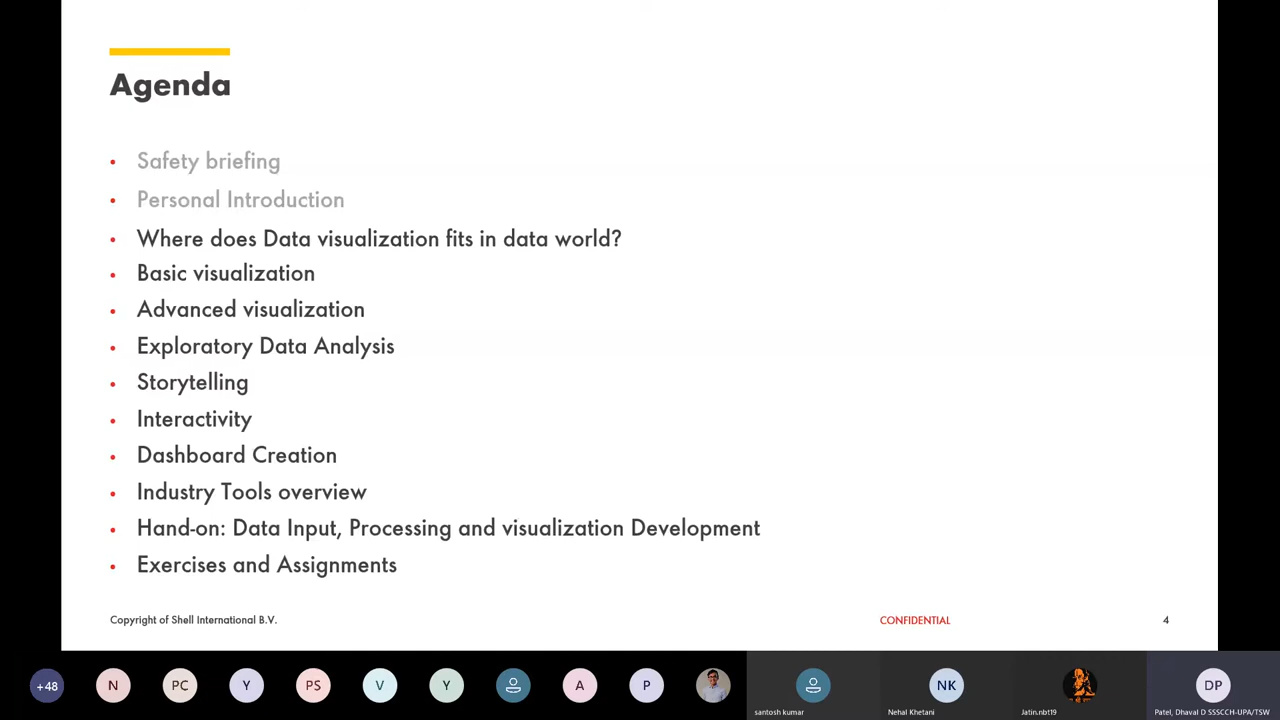 Agenda
• Safety briefing
• Personal Introduction
• Where does Data visualization fits in data world?
• Basic visualization
• Advanced visualization
• Exploratory Data Analysis
• Storytelling
• Interactivity
• Dashboard Creation
• Industry Tools overview
• Hand-on: Data Input, Processing and visualization Development
• Exercises and Assignments
Copyright of Shell International B.V. CONFIDENTIAL 4
+48 N PC Y PS V Y A P NK DP
santosh kumar Nehal Khetani Jatin.nbt19 Patel, Dhaval D SSSCCH-UPA/TSW